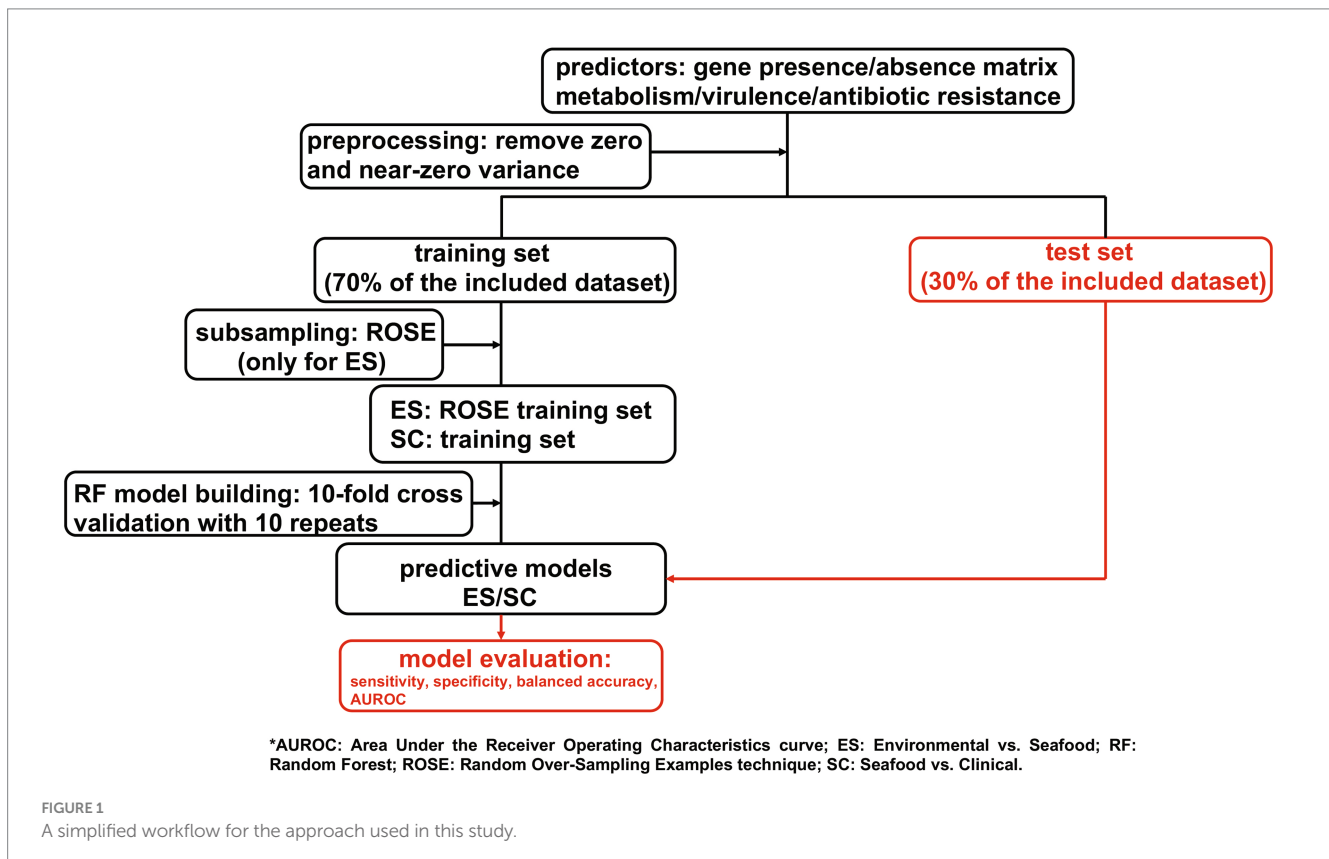 predictors: gene presence/absence matrix
metabolism/virulence/antibiotic resistance
preprocessing: remove zero
and near-zero variance
training set
(70% of the included dataset)
test set
(30% of the included dataset)
subsampling: ROSE
(only for ES)
ES: ROSE training set
SC: training set
RF model building: 10-fold cross
validation with 10 repeats
predictive models
ES/SC
model evaluation:
sensitivity, specificity, balanced accuracy,
AUROC
*AUROC: Area Under the Receiver Operating Characteristics curve; ES: Environmental vs. Seafood; RF:
Random Forest; ROSE: Random Over-Sampling Examples technique; SC: Seafood vs. Clinical.
FIGURE 1
A simplified workflow for the approach used in this study.